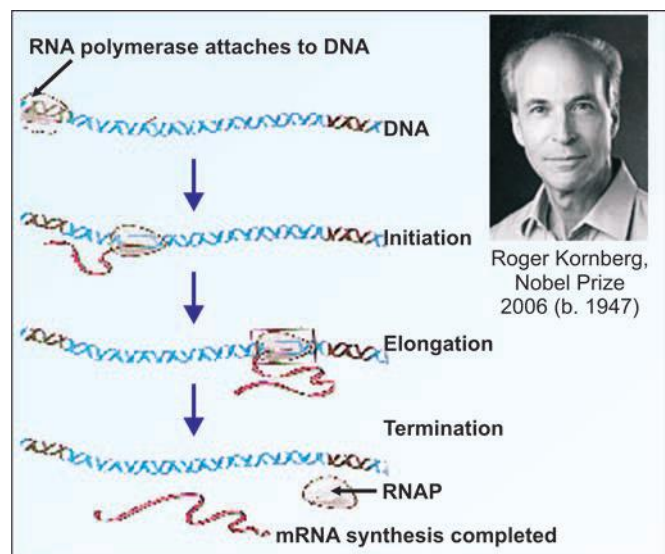 RNA polymerase attaches to DNA
DNA
Initiation
Roger Kornberg,
Nobel Prize
2006 (b. 1947)
Elongation
Termination
RNAP
mRNA synthesis completed